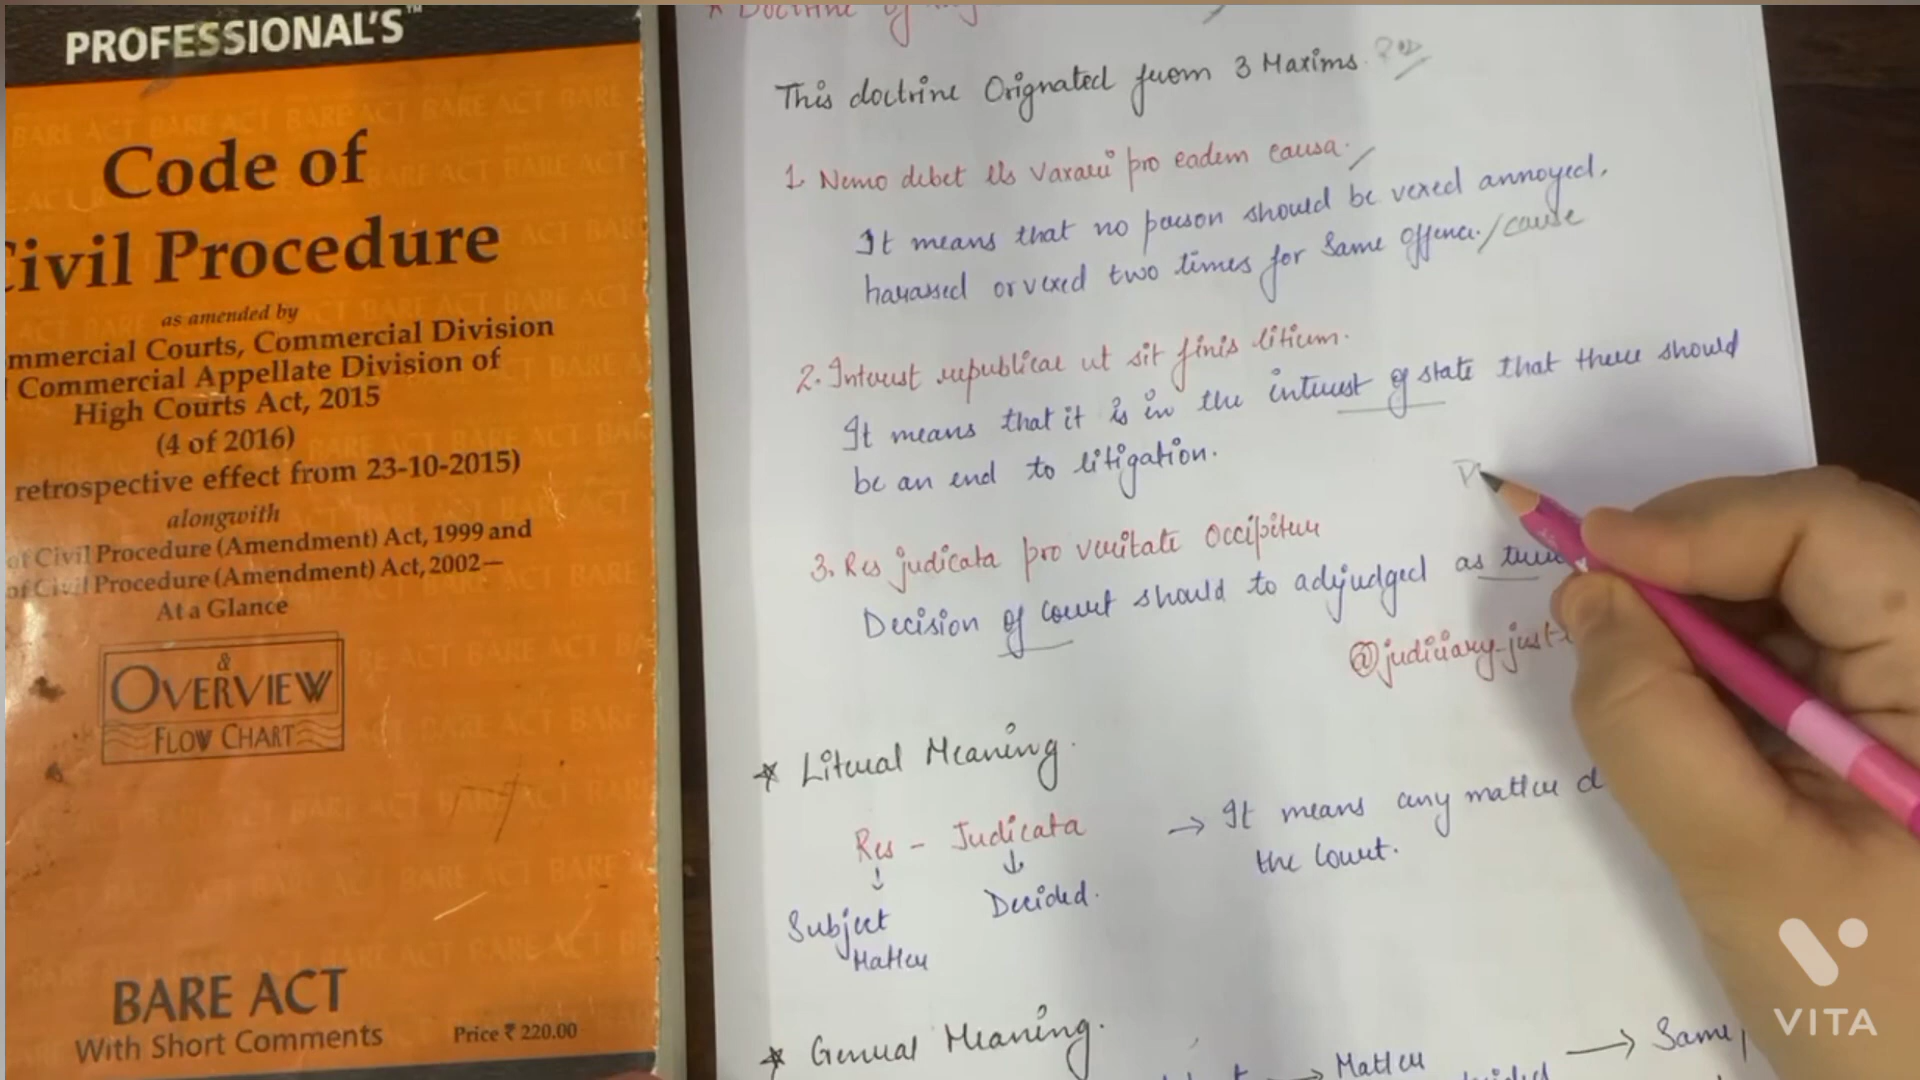 PROFESSIONAL'S™
Code of
Civil Procedure
as amended by
mmercial Courts, Commercial Division
Commercial Appellate Division of
High Courts Act, 2015
(4 of 2016)
retrospective effect from 23-10-2015)
alongwith
of Civil Procedure (Amendment) Act, 1999 and
of Civil Procedure (Amendment) Act, 2002—
At a Glance
&
OVERVIEW
FLOW CHART
BARE ACT
With Short Comments
Price ₹ 220.00
* Doctrine of
This doctrine Orignated from 3 Maxims.
1. Nemo debet Vaxari pro eadem causa.
It means that no person should be vexed annoyed,
harassed or vexed two times for same offence./cause
2. Interest republicae ut sit finis litium.
It means that it is in the interest of state that there should
be an end to litigation.
3. Res judicata pro veritate Occipitur
Decision of court should to adjudged as true
@judiciary_just
* Literal Meaning.
Res - Judicata → It means any matter d
the Court.
Subject Decided.
Matter
* General Meaning.
→ Matter → Same,
VITA